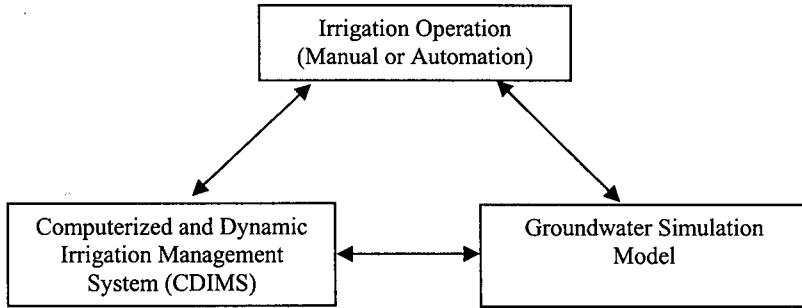 Irrigation Operation
(Manual or Automation)
Computerized and Dynamic
Irrigation Management
System (CDIMS)
Groundwater Simulation
Model